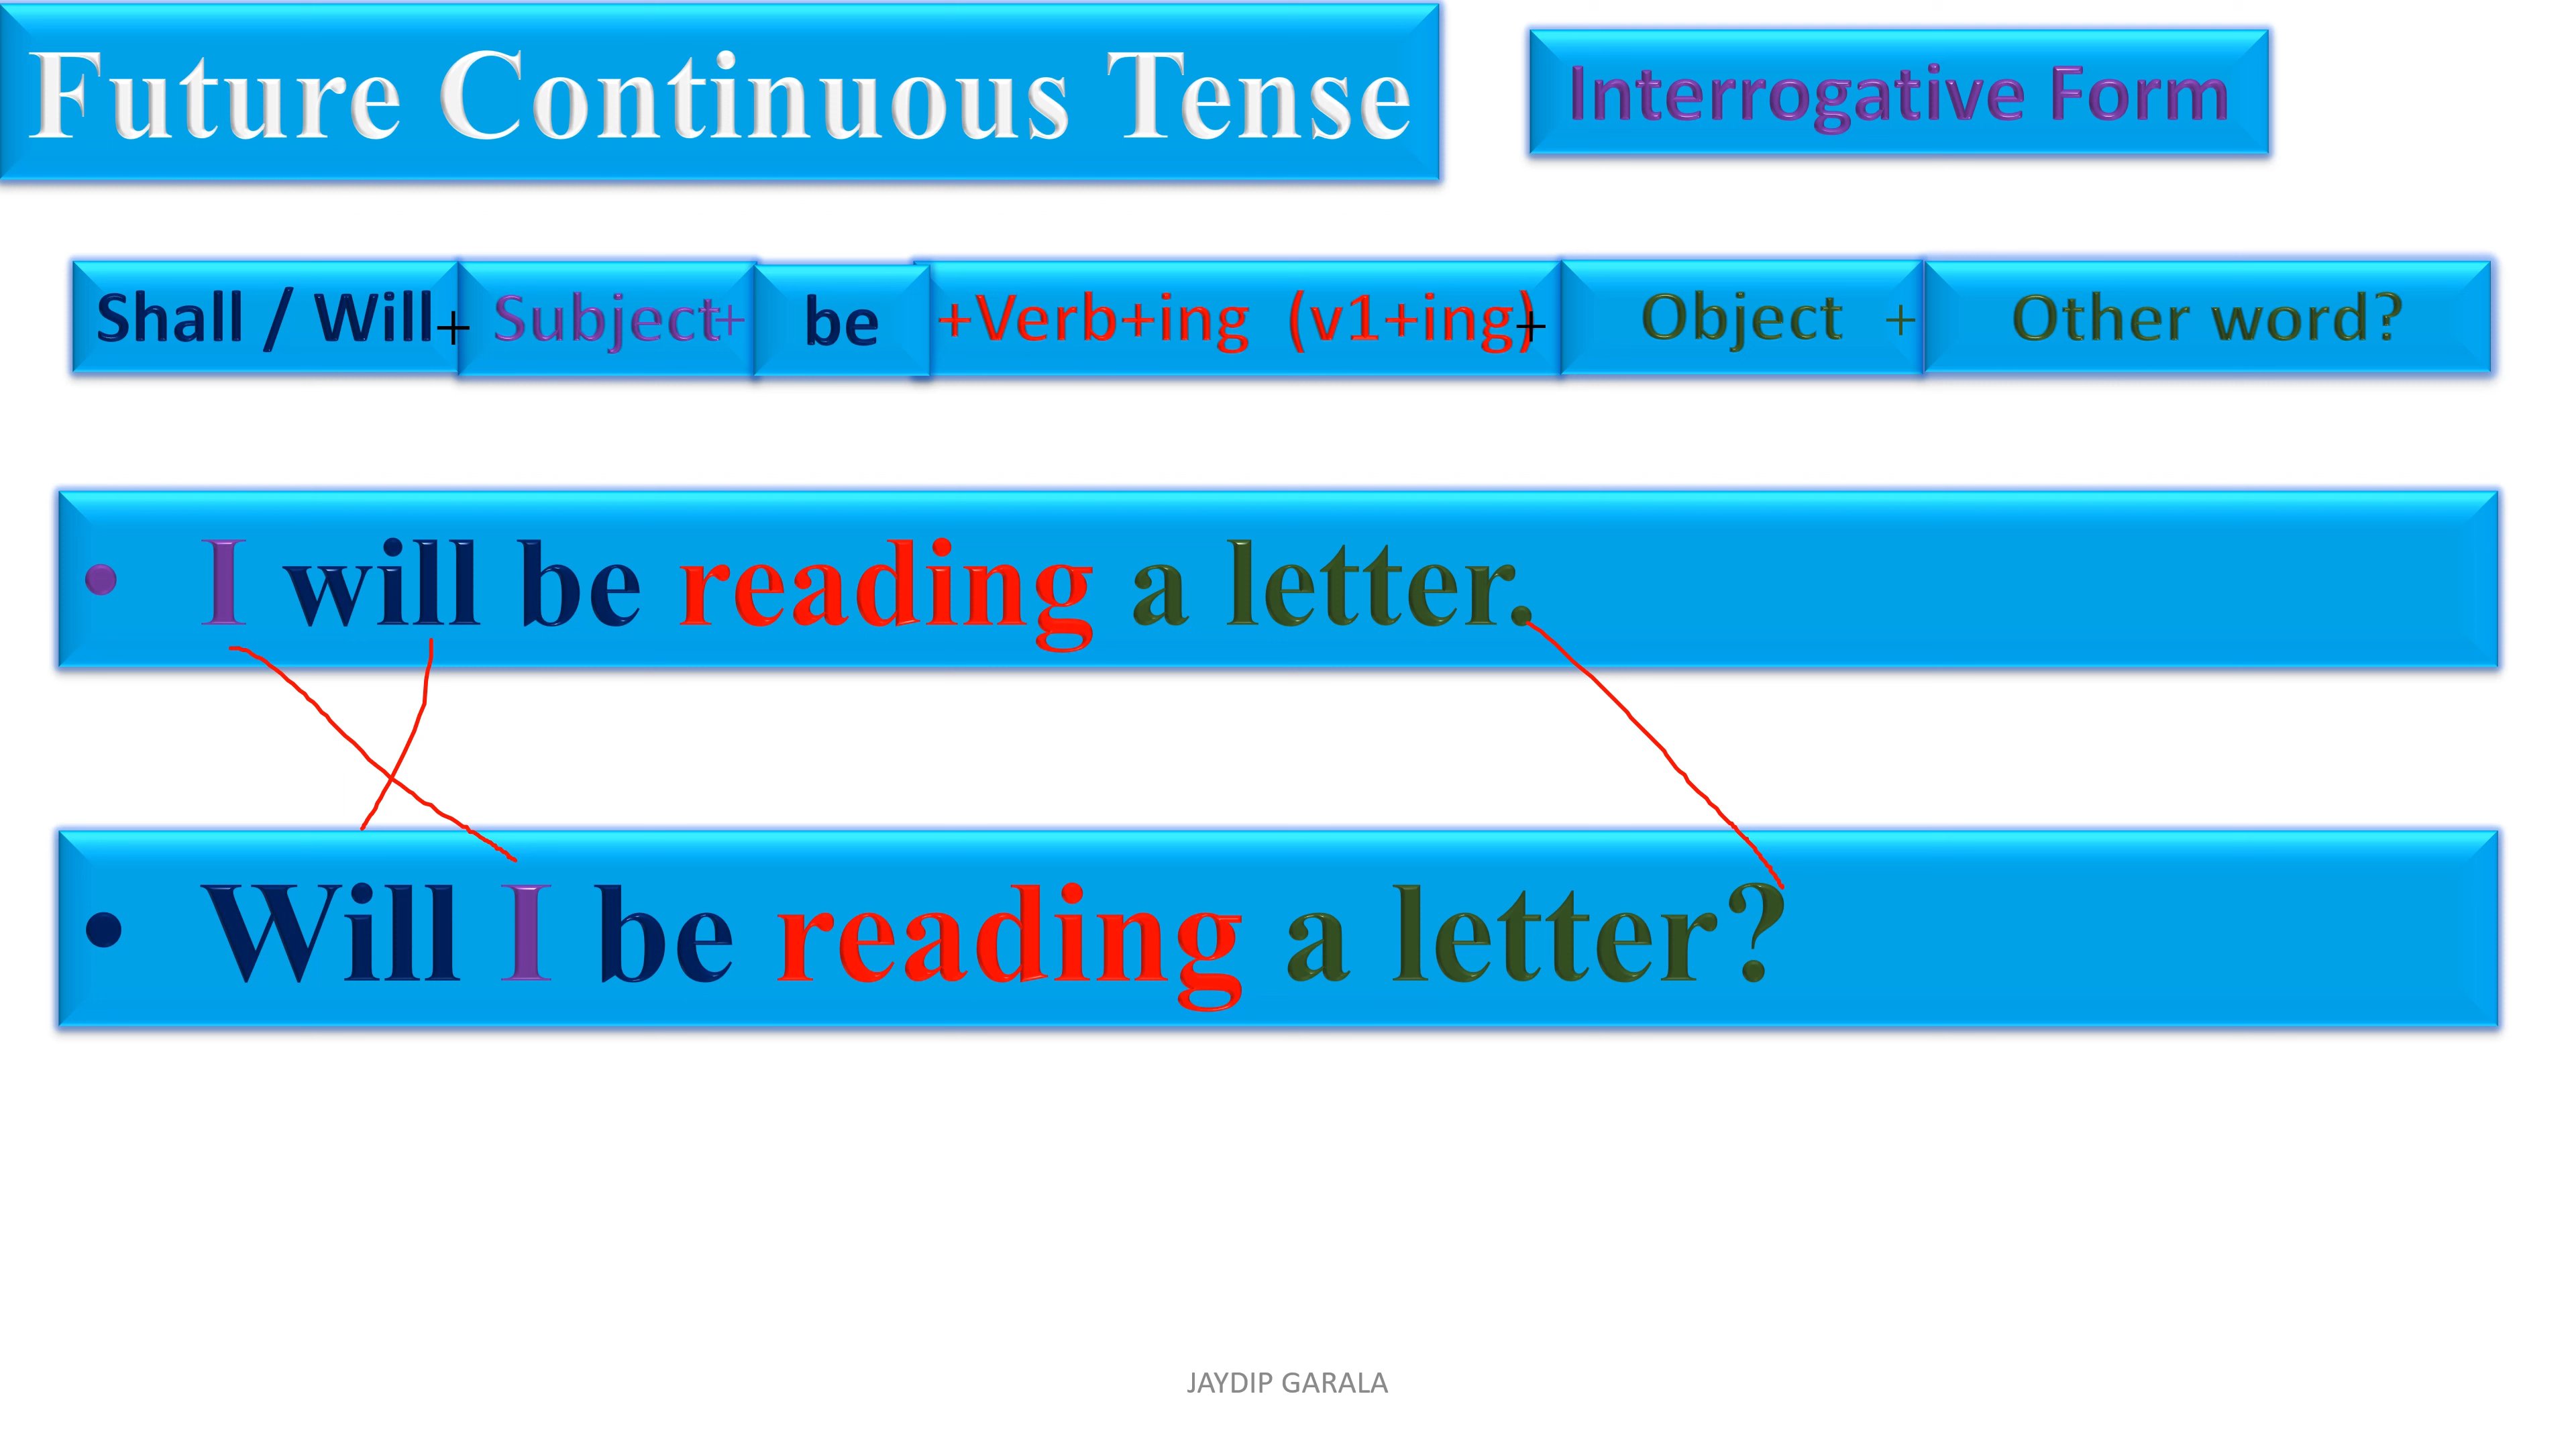 Future Continuous Tense
Interrogative Form
Shall / Will + Subject+ be +Verb+ing (v1+ing) + Object + Other word?
• I will be reading a letter.
• Will I be reading a letter?
JAYDIP GARALA